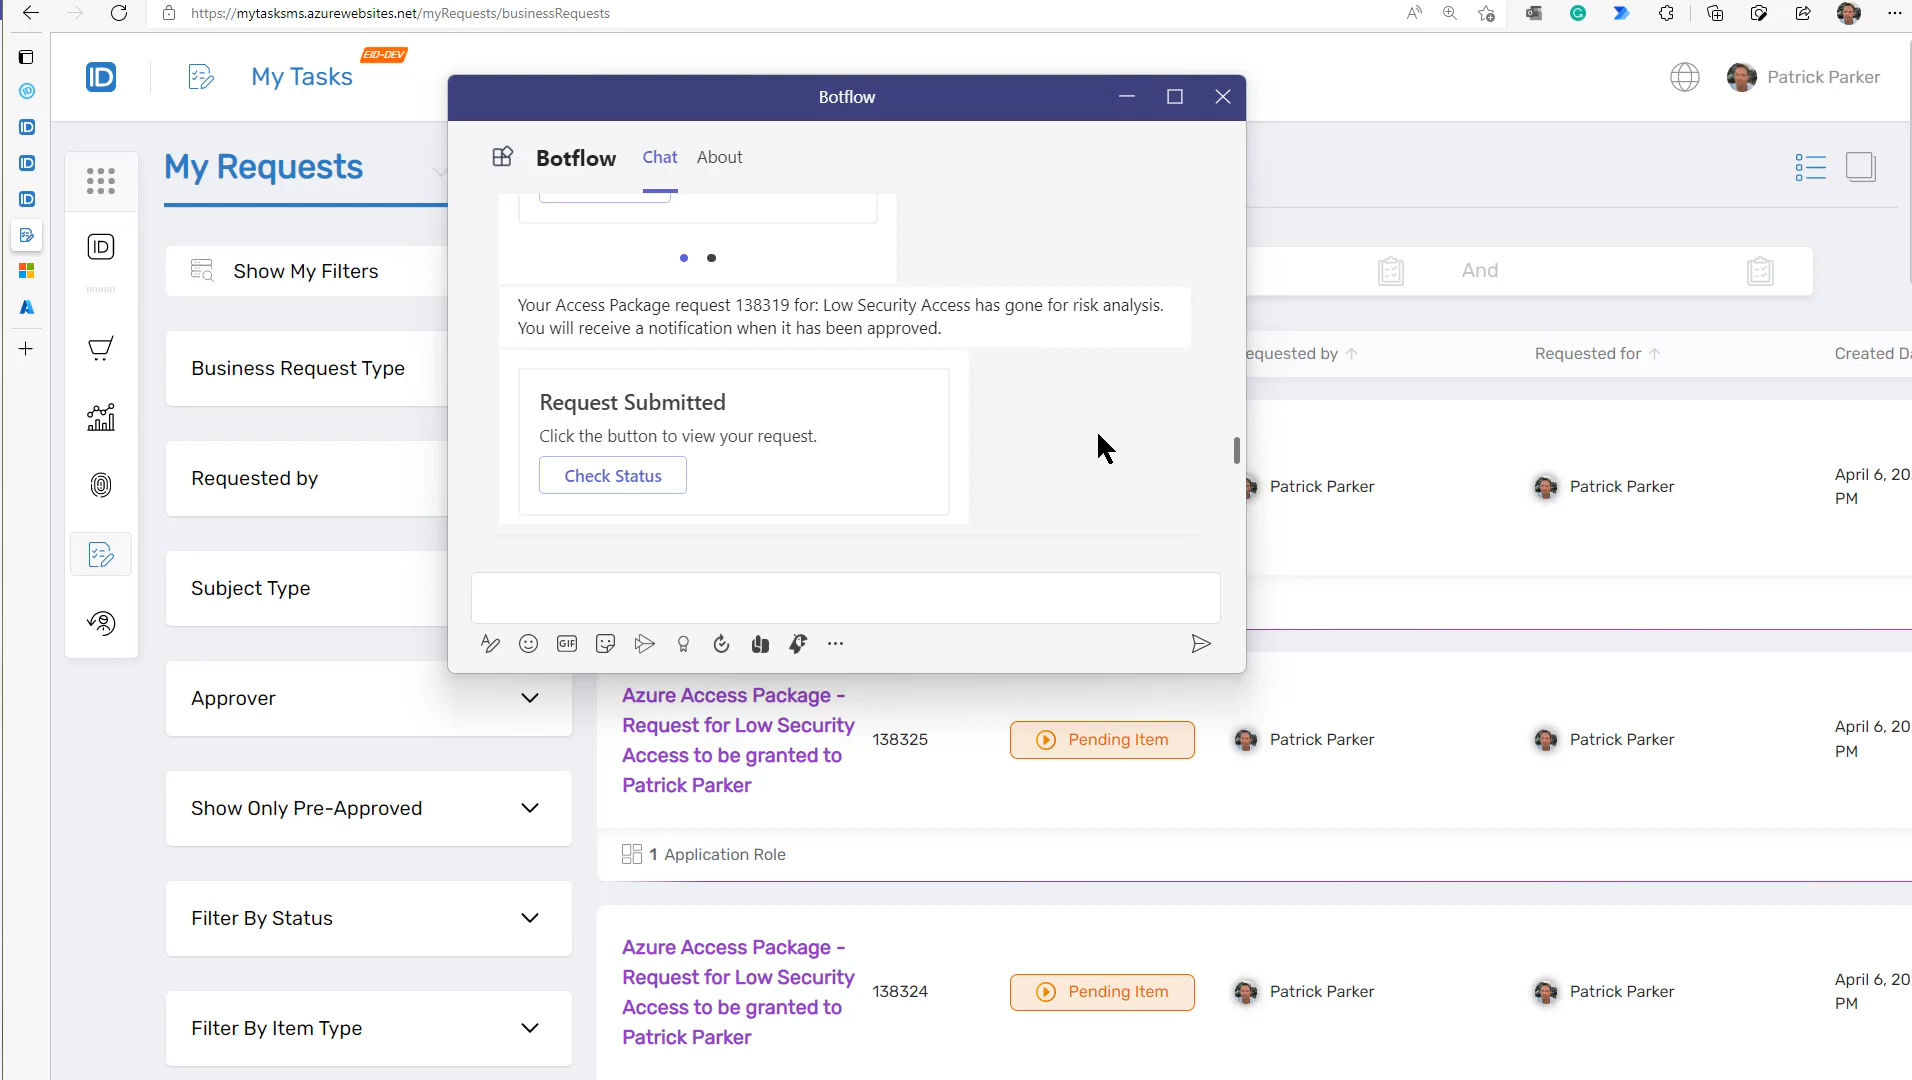 https://mytasksms.azurewebsites.net/myRequests/businessRequests
ID
My Tasks
EID-DEV
Patrick Parker
Botflow
Botflow
Chat
About
My Requests
Show My Filters
And
Your Access Package request 138319 for: Low Security Access has gone for risk analysis.
You will receive a notification when it has been approved.
Business Request Type
equested by
Requested for
Created Da
Request Submitted
Click the button to view your request.
Check Status
Requested by
Patrick Parker
Patrick Parker
April 6, 20
PM
Subject Type
GIF
Approver
Azure Access Package -
Request for Low Security
Access to be granted to
Patrick Parker
138325
Pending Item
Patrick Parker
Patrick Parker
April 6, 20
PM
Show Only Pre-Approved
1 Application Role
Filter By Status
Azure Access Package -
Request for Low Security
Access to be granted to
Patrick Parker
138324
Pending Item
Patrick Parker
Patrick Parker
April 6, 20
PM
Filter By Item Type